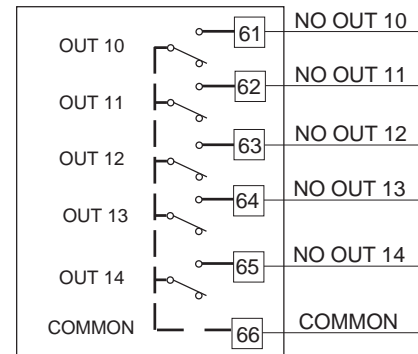 OUT 10 61 NO OUT 10
OUT 11 62 NO OUT 11
OUT 12 63 NO OUT 12
OUT 13 64 NO OUT 13
OUT 14 65 NO OUT 14
COMMON 66 COMMON